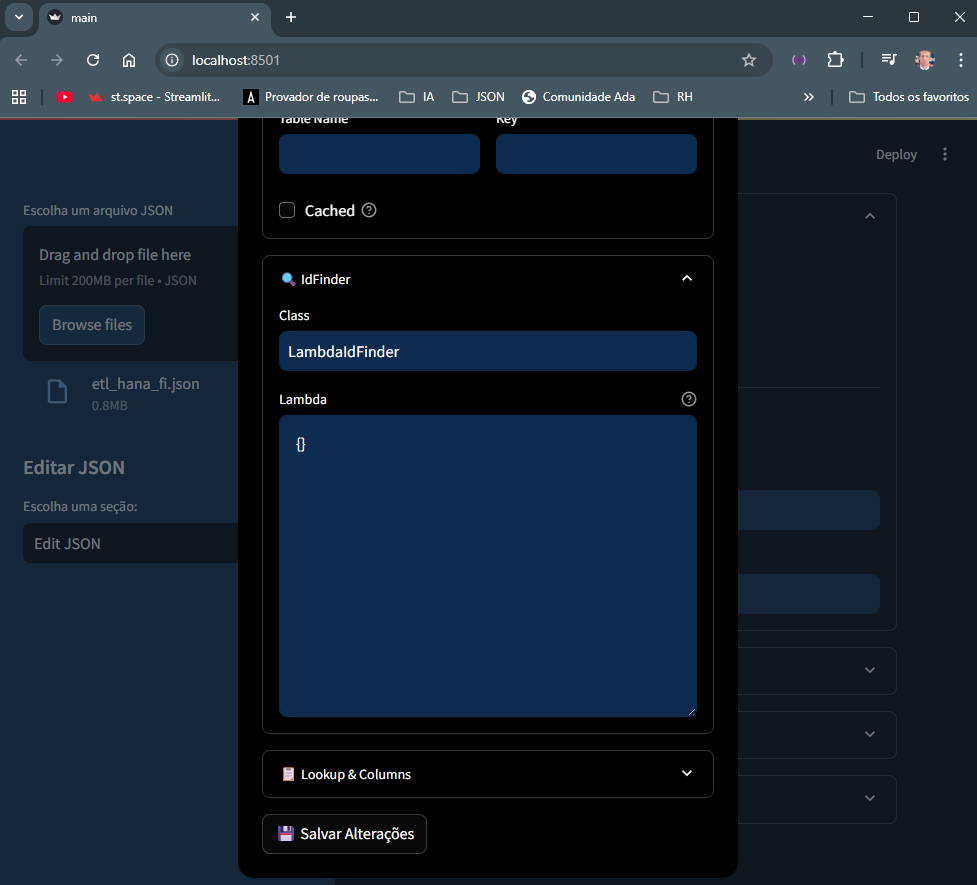 main
localhost:8501
st.space - Streamlit...
A
Provador de roupas...
IA
JSON
Comunidade Ada
RH
Todos os favoritos
Deploy
Escolha um arquivo JSON
Drag and drop file here
Limit 200MB per file • JSON
Browse files
etl_hana_fi.json
0.8MB
Editar JSON
Escolha uma seção:
Edit JSON
Table Name
Key
Cached
IdFinder
Class
LambdaIdFinder
Lambda
{}
Lookup & Columns
Salvar Alterações